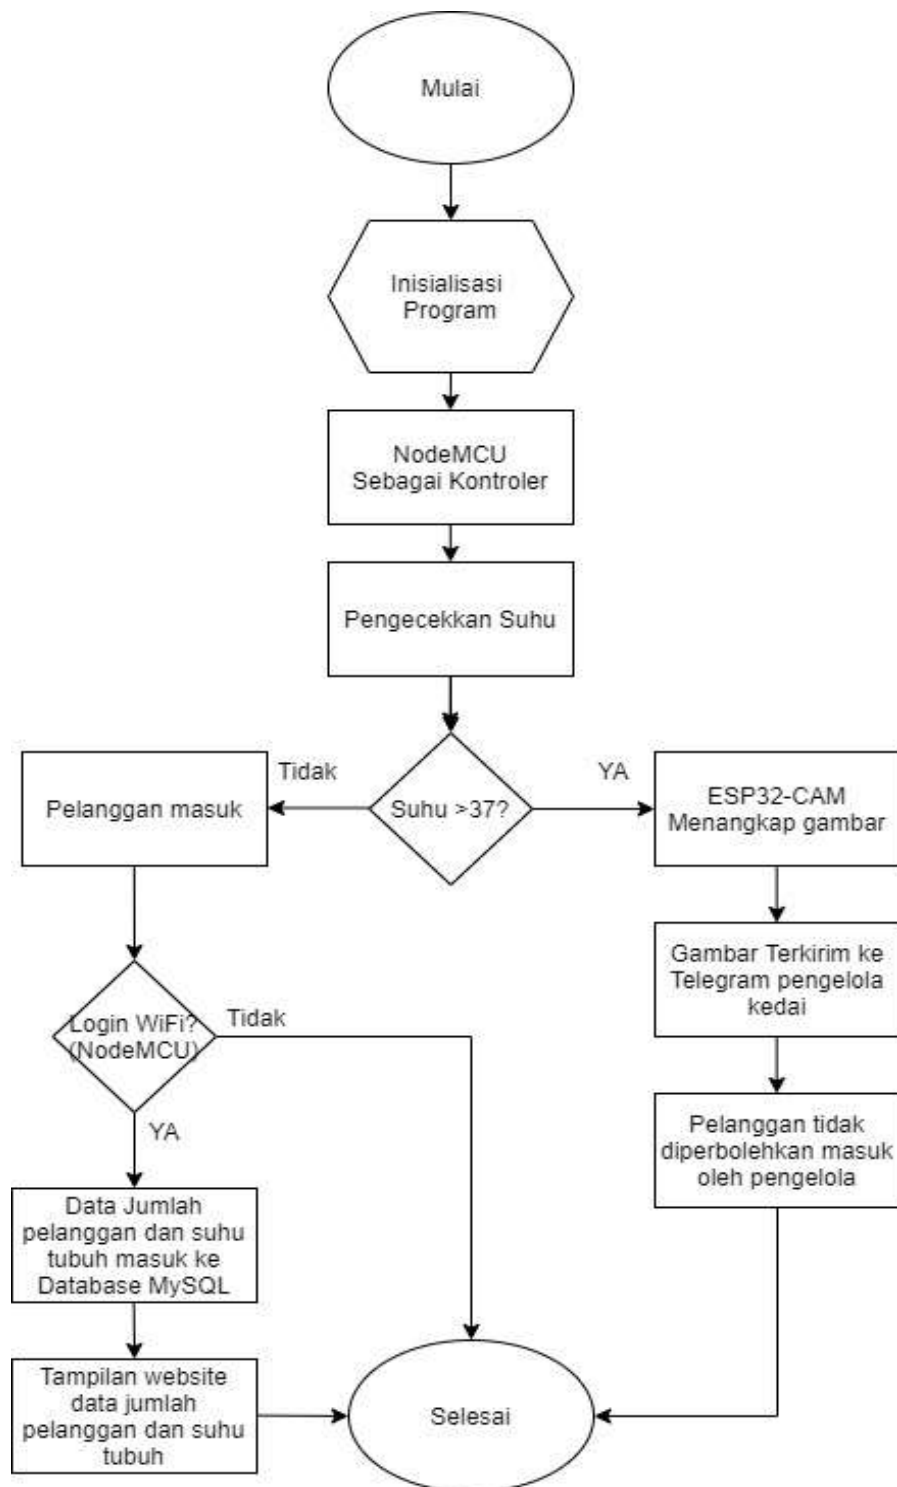 Mulai
Inisialisasi
Program
NodeMCU
Sebagai Kontroler
Pengecekkan Suhu
Suhu >37?
Tidak
YA
Pelanggan masuk
ESP32-CAM
Menangkap gambar
Gambar Terkirim ke
Telegram pengelola
kedai
Login WiFi?
(NodeMCU)
Tidak
YA
Pelanggan tidak
diperbolehkan masuk
oleh pengelola
Data Jumlah
pelanggan dan suhu
tubuh masuk ke
Database MySQL
Tampilan website
data jumlah
pelanggan dan suhu
tubuh
Selesai